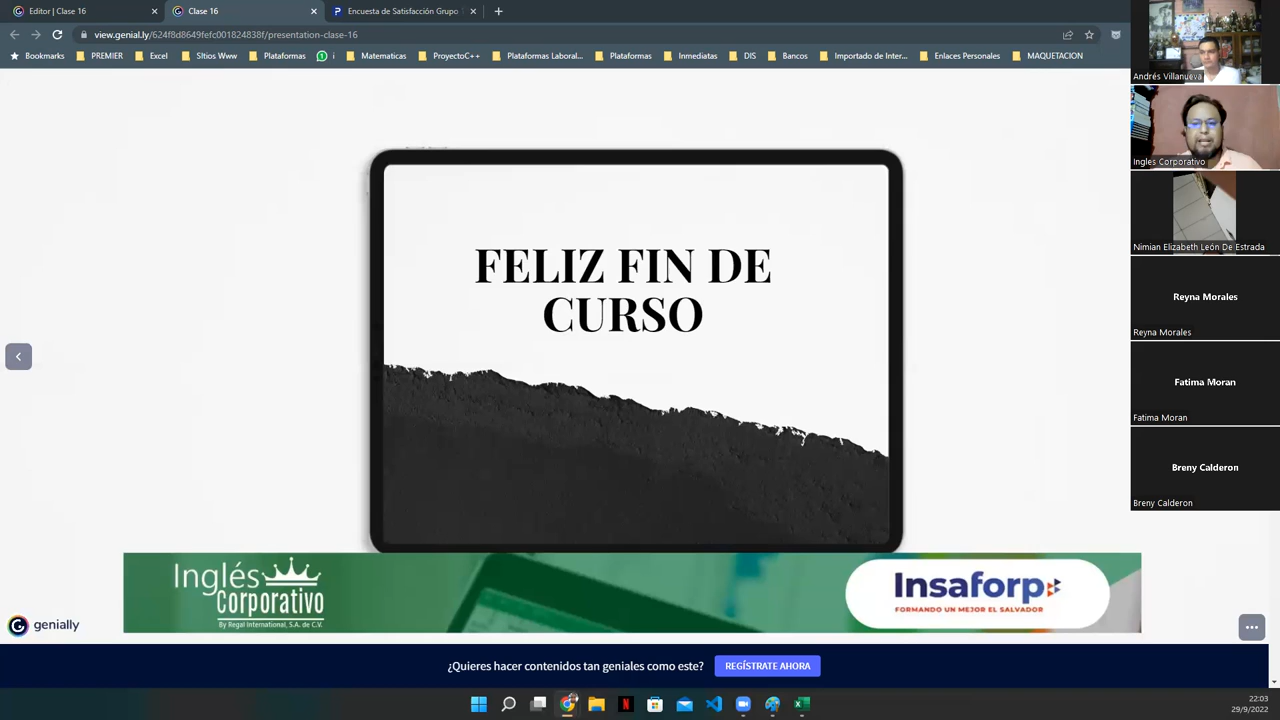 Editor | Clase 16
Clase 16
Encuesta de Satisfacción Grupo
view.genial.ly/624f8d8649fefc001824838f/presentation-clase-16
Bookmarks
PREMIER
Excel
SItios Www
Plataformas
i
Matematicas
ProyectoC++
Plataformas Laboral...
Plataformas
Inmediatas
DIS
Bancos
Importado de Inter...
Enlaces Personales
MAQUETACION
Andrés Villanueva
Ingles Corporativo
Nimian Elizabeth León De Estrada
Reyna Morales
Reyna Morales
Fatima Moran
Fatima Moran
Breny Calderon
Breny Calderon
FELIZ FIN DE
CURSO
Inglés
Corporativo
By Regal International, S.A. de C.V.
Insaforp
FORMANDO UN MEJOR EL SALVADOR
genially
¿Quieres hacer contenidos tan geniales como este?
REGÍSTRATE AHORA
22:03
29/9/2022